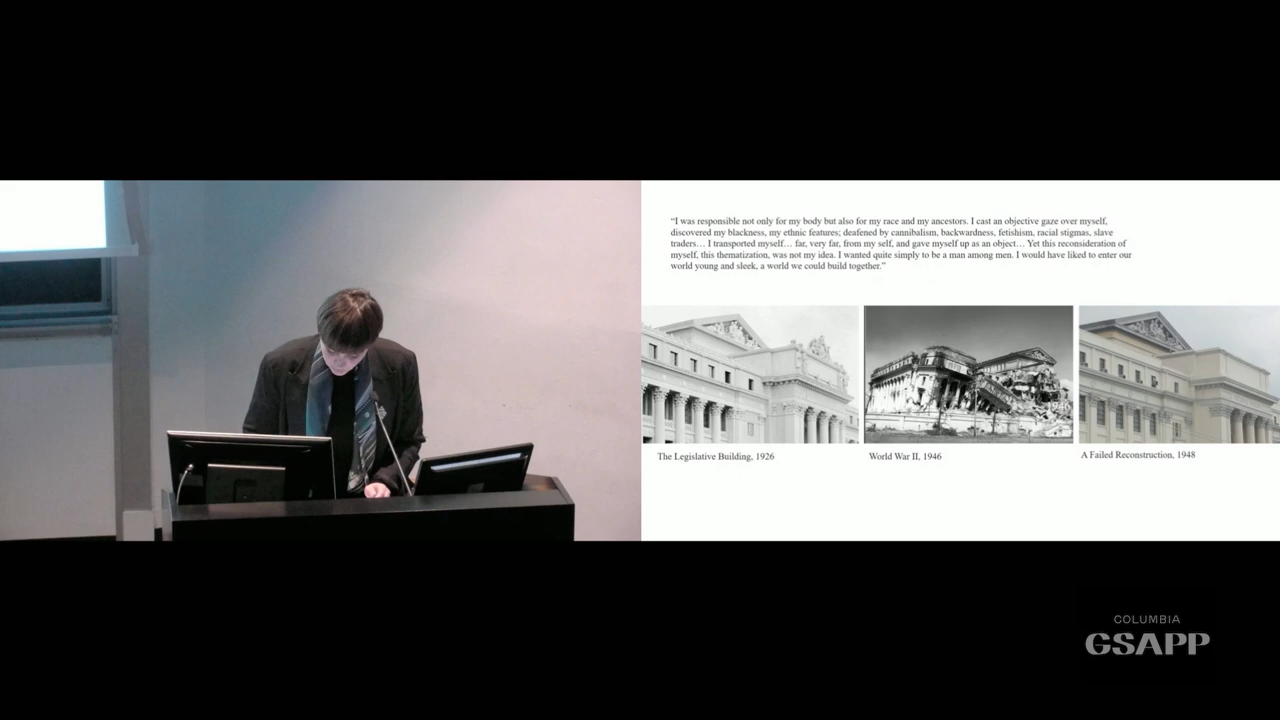 “I was responsible not only for my body but also for my race and my ancestors. I cast an objective gaze over myself,
discovered my blackness, my ethnic features; deafened by cannibalism, backwardness, fetishism, racial stigmas, slave
traders… I transported myself… far, very far, from my self, and gave myself up as an object… Yet this reconsideration of
myself, this thematization, was not my idea. I wanted quite simply to be a man among men. I would have liked to enter our
world young and sleek, a world we could build together.”
The Legislative Building, 1926
World War II, 1946
A Failed Reconstruction, 1948
COLUMBIA
GSAPP